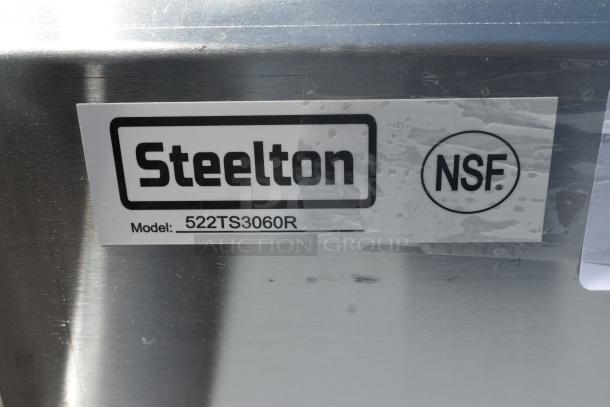 Steelton
NSF®
Model: 522TS3060R
AUCTION GROUP